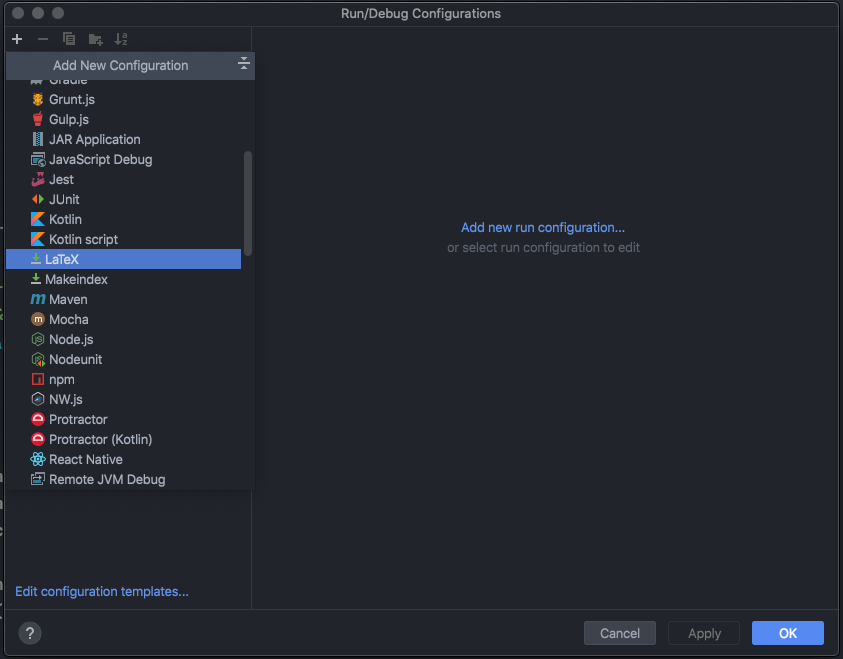 Run/Debug Configurations
Add New Configuration
Gradle
Grunt.js
Gulp.js
JAR Application
JavaScript Debug
Jest
JUnit
Kotlin
Kotlin script
LaTeX
Makeindex
Maven
Mocha
Node.js
Nodeunit
npm
NW.js
Protractor
Protractor (Kotlin)
React Native
Remote JVM Debug
Add new run configuration...
or select run configuration to edit
Edit configuration templates...
?
Cancel
Apply
OK